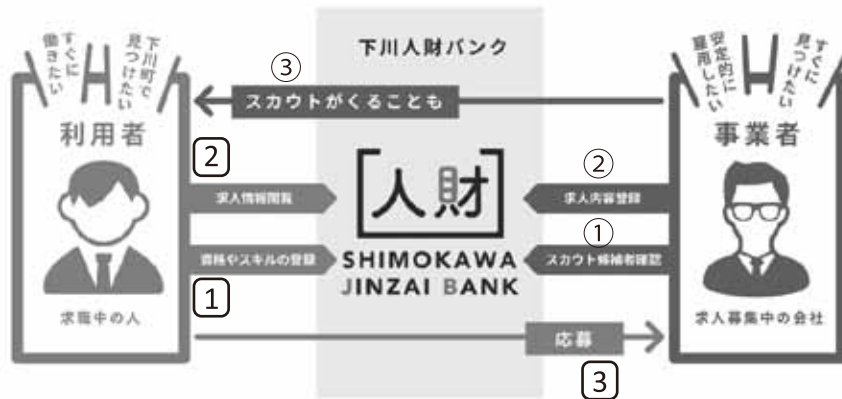 すぐに
働きたい
下川町で
見つけたい
利用者
求職中の人
下川人財バンク
③
スカウトがくることも
2
求人情報閲覧
資格やスキルの登録
1
[人財]
SHIMOKAWA
JINZAI BANK
②
求人内容登録
①
スカウト候補者確認
応募
3
安定的に
雇用したい
すぐに
見つけたい
事業者
求人募集中の会社